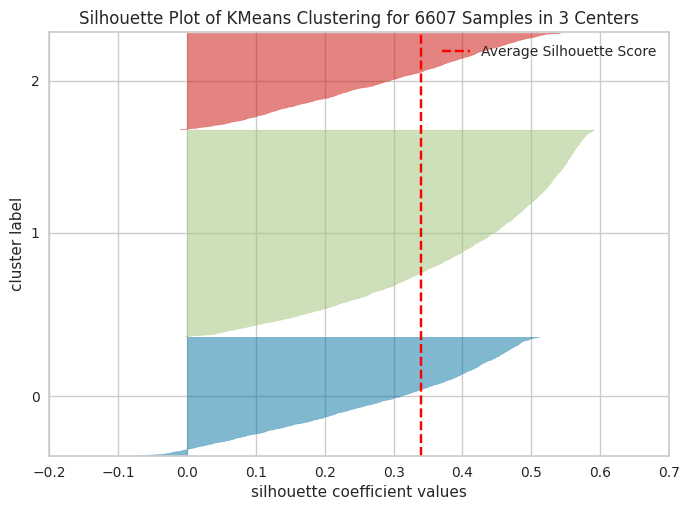 Silhouette Plot of KMeans Clustering for 6607 Samples in 3 Centers
Average Silhouette Score
2
1
0
cluster label
−0.2 −0.1 0.0 0.1 0.2 0.3 0.4 0.5 0.6 0.7
silhouette coefficient values